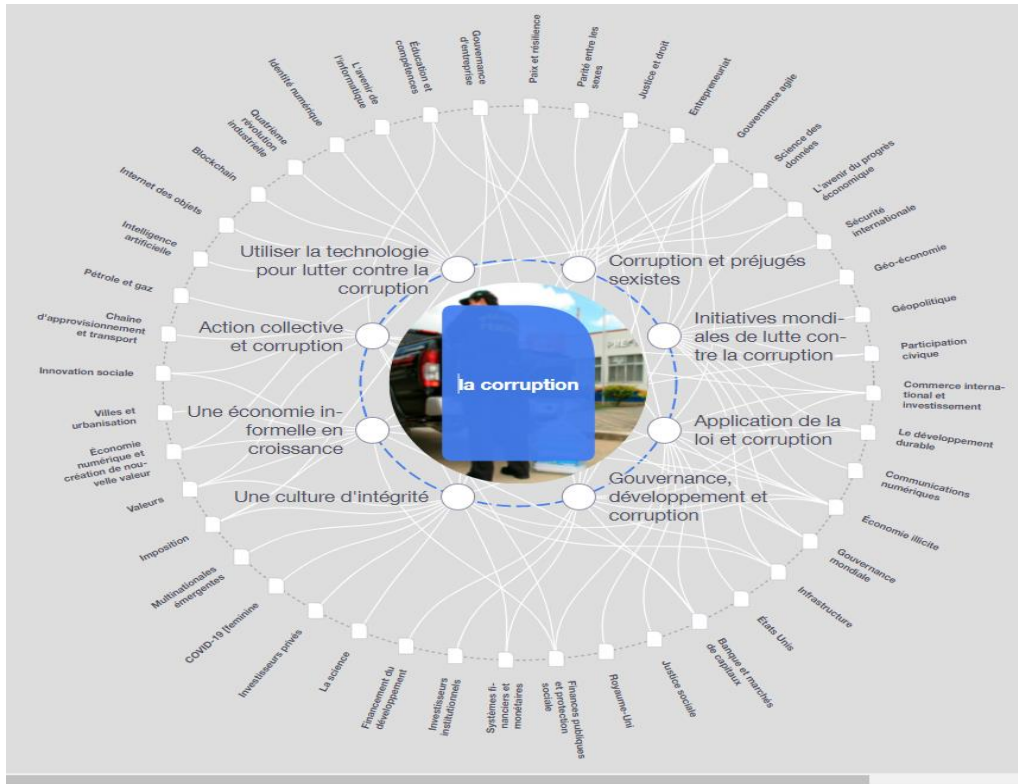 Gouvernance
d'entreprise
Paix et résilience
Parité entre les
sexes
Justice et droit
Entrepreneuriat
Gouvernance agile
Science des
données
L'avenir du progrès
économique
Sécurité
internationale
Géo-économie
Géopolitique
Participation
civique
Commerce interna-
tional et
investissement
Le développement
durable
Communications
numériques
Économie illicite
Gouvernance
mondiale
Infrastructure
États Unis
Banque et marchés
de capitaux
Justice sociale
Royaume-Uni
Finances publiques
et protection
sociale
Systèmes fi-
nanciers et
monétaires
Investisseurs
institutionnels
Financement du
développement
La science
Investisseurs privés
COVID-19 [feminine
Multinationales
émergentes
Imposition
Valeurs
Économie
numérique et
création de nou-
velle valeur
Villes et
urbanisation
Innovation sociale
Chaîne
d'approvisionnement
et transport
Pétrole et gaz
Intelligence
artificielle
Internet des objets
Blockchain
Quatrième
révolution
industrielle
Identité numérique
L'avenir de
l'informatique
Éducation et
compétences
Utiliser la technologie
pour lutter contre la
corruption
Corruption et préjugés
sexistes
Initiatives mondi-
ales de lutte con-
tre la corruption
Application de la
loi et corruption
Gouvernance,
développement et
corruption
Une culture d'intégrité
Une économie in-
formelle en
croissance
Action collective
et corruption
la corruption